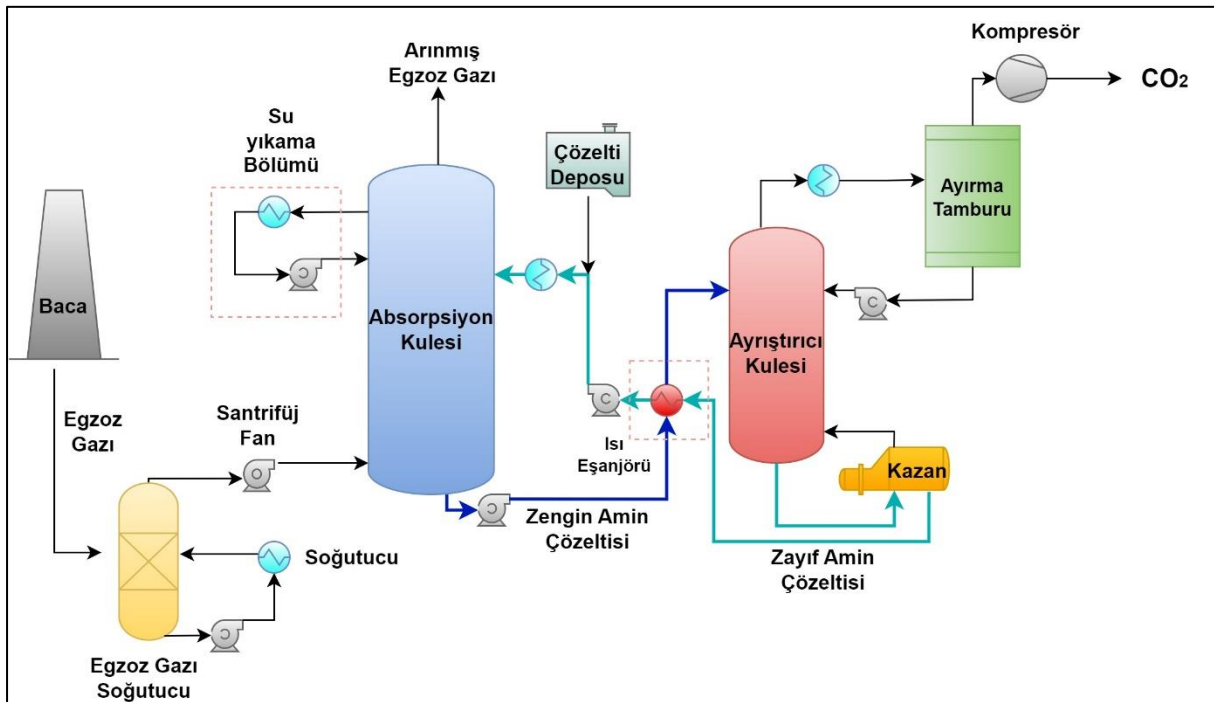 Kompresör
CO₂
Arınmış
Egzoz Gazı
Su
yıkama
Bölümü
Çözelti
Deposu
Ayırma
Tamburu
Baca
Absorpsiyon
Kulesi
Ayrıştırıcı
Kulesi
Egzoz
Gazı
Santrifüj
Fan
Isı
Eşanjörü
Kazan
Zengin Amin
Çözeltisi
Zayıf Amin
Çözeltisi
Soğutucu
Egzoz Gazı
Soğutucu